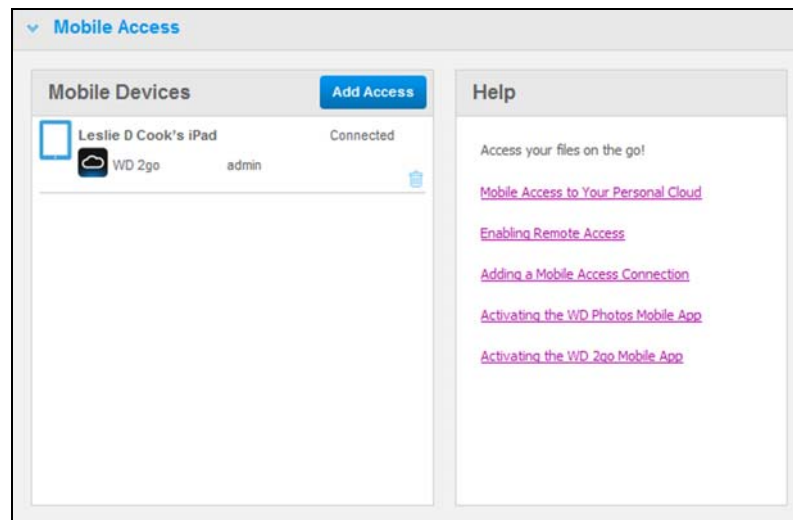 Mobile Access
Mobile Devices
Add Access
Leslie D Cook's iPad
Connected
WD 2go
admin
Help
Access your files on the go!
Mobile Access to Your Personal Cloud
Enabling Remote Access
Adding a Mobile Access Connection
Activating the WD Photos Mobile App
Activating the WD 2go Mobile App